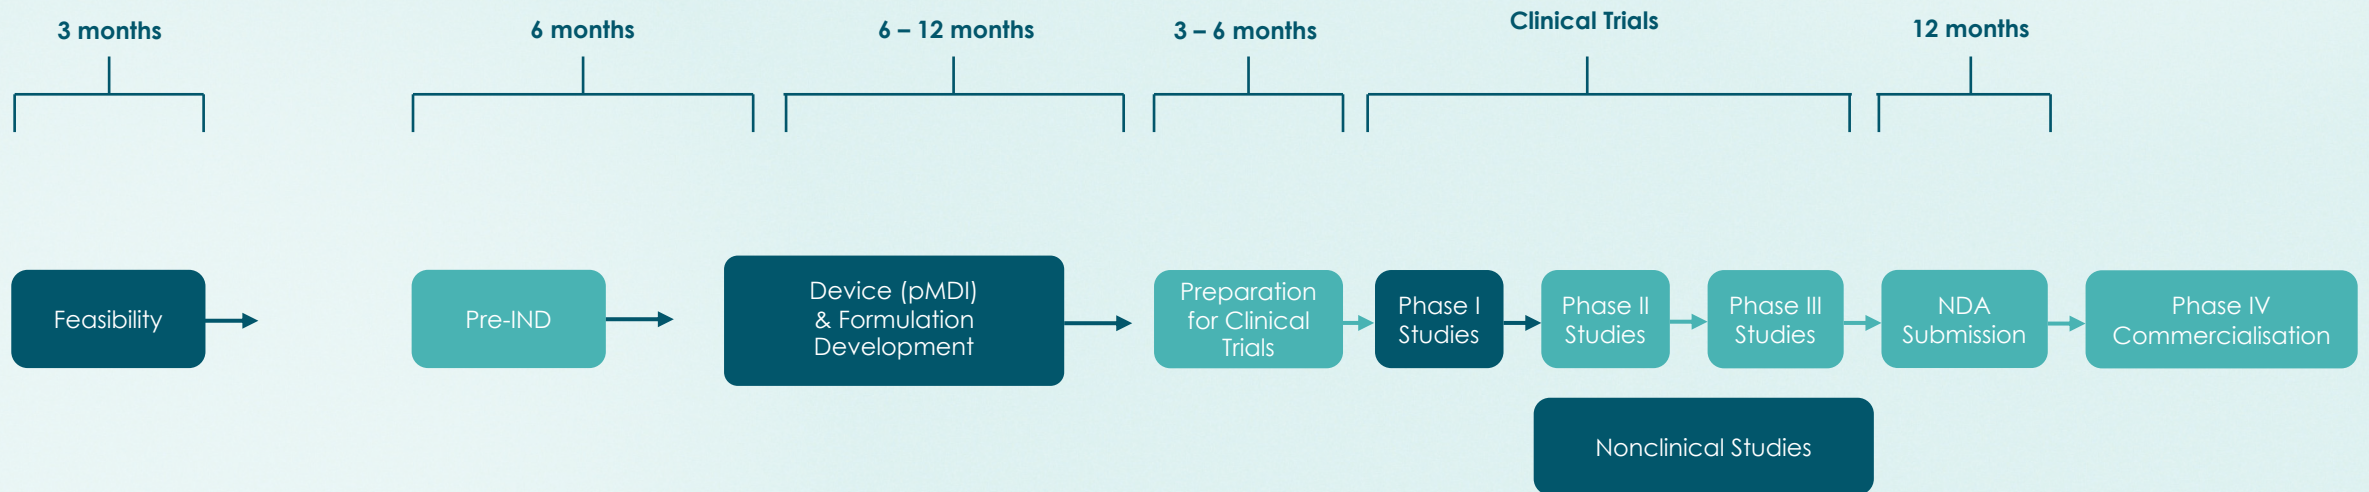 3 months
6 months
6 – 12 months
3 – 6 months
Clinical Trials
12 months
Feasibility
Pre-IND
Device (pMDI)
& Formulation
Development
Preparation
for Clinical
Trials
Phase I
Studies
Phase II
Studies
Phase III
Studies
NDA
Submission
Phase IV
Commercialisation
Nonclinical Studies